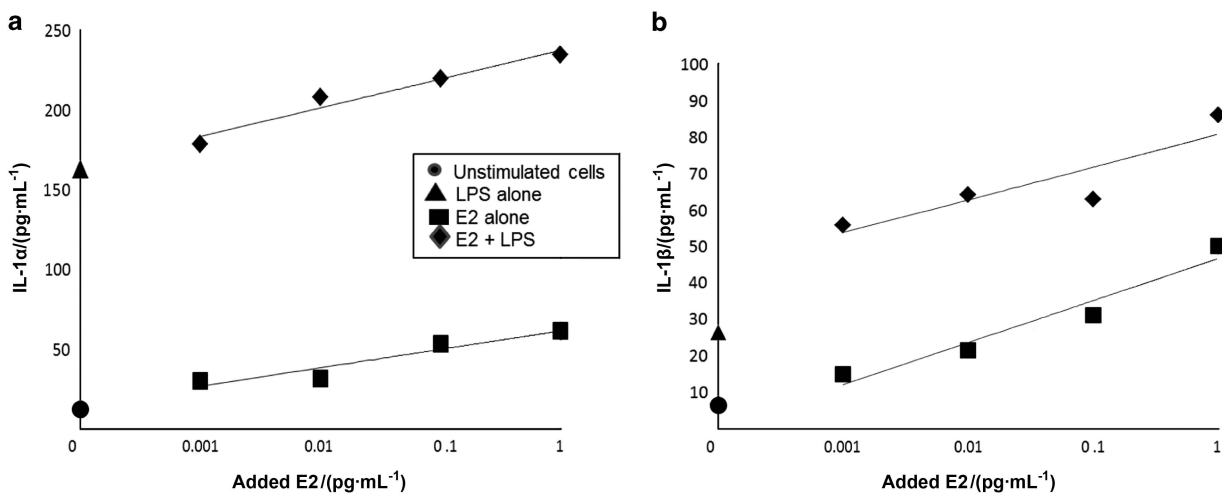 a
250
200
150
100
50
IL-1α/(pg·mL⁻¹)
0
0.001
0.01
0.1
1
Added E2/(pg·mL⁻¹)
Unstimulated cells
LPS alone
E2 alone
E2 + LPS
b
100
90
80
70
60
50
40
30
20
10
IL-1β/(pg·mL⁻¹)
0
0.001
0.01
0.1
1
Added E2/(pg·mL⁻¹)